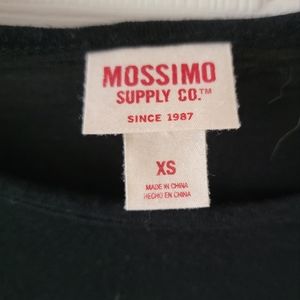 MOSSIMO
SUPPLY CO.™
SINCE 1987
XS
MADE IN CHINA
HECHO EN CHINA